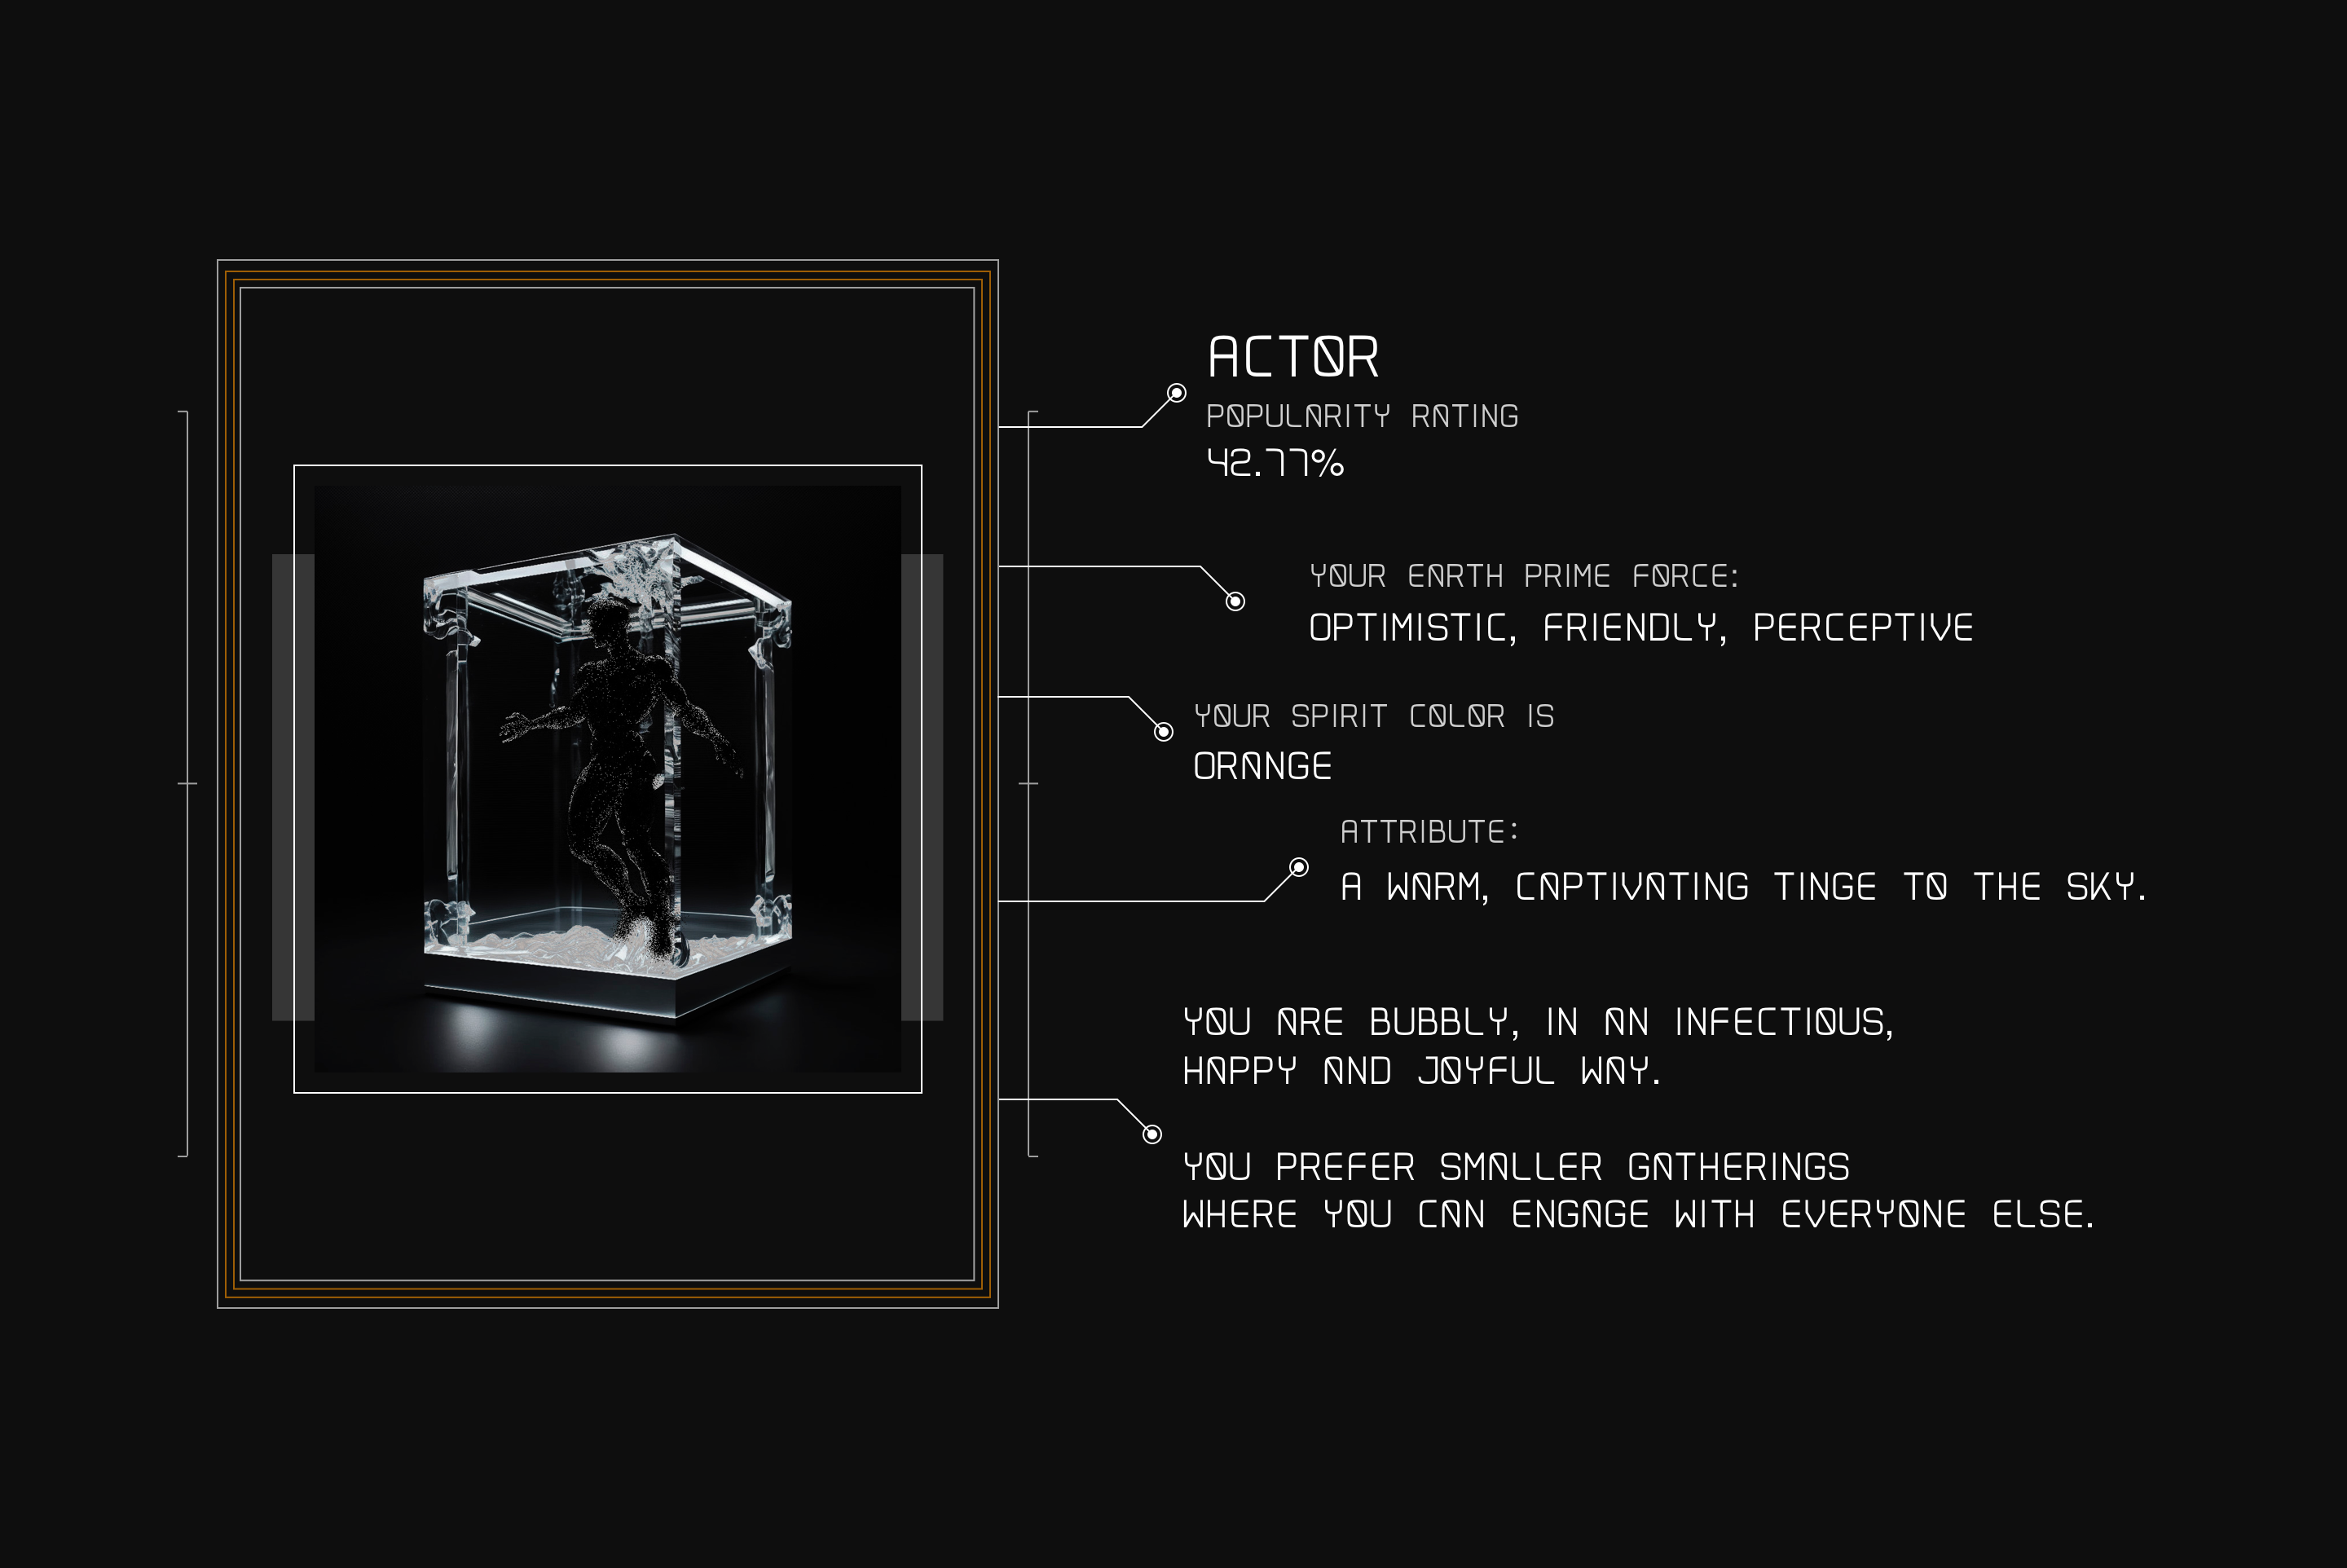 ACTOR
POPULARITY RATING
42.77%
YOUR EARTH PRIME FORCE:
OPTIMISTIC, FRIENDLY, PERCEPTIVE
YOUR SPIRIT COLOR IS
ORANGE
ATTRIBUTE:
A WARM, CAPTIVATING TINGE TO THE SKY.
YOU ARE BUBBLY, IN AN INFECTIOUS,
HAPPY AND JOYFUL WAY.
YOU PREFER SMALLER GATHERINGS
WHERE YOU CAN ENGAGE WITH EVERYONE ELSE.